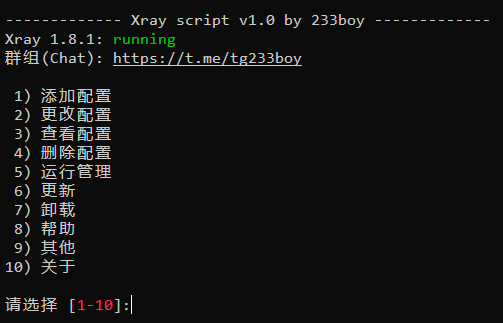 ------------- Xray script v1.0 by 233boy -------------
Xray 1.8.1: running
群组(Chat): https://t.me/tg233boy
1) 添加配置
2) 更改配置
3) 查看配置
4) 删除配置
5) 运行管理
6) 更新
7) 卸载
8) 帮助
9) 其他
10) 关于
请选择 [1-10]: